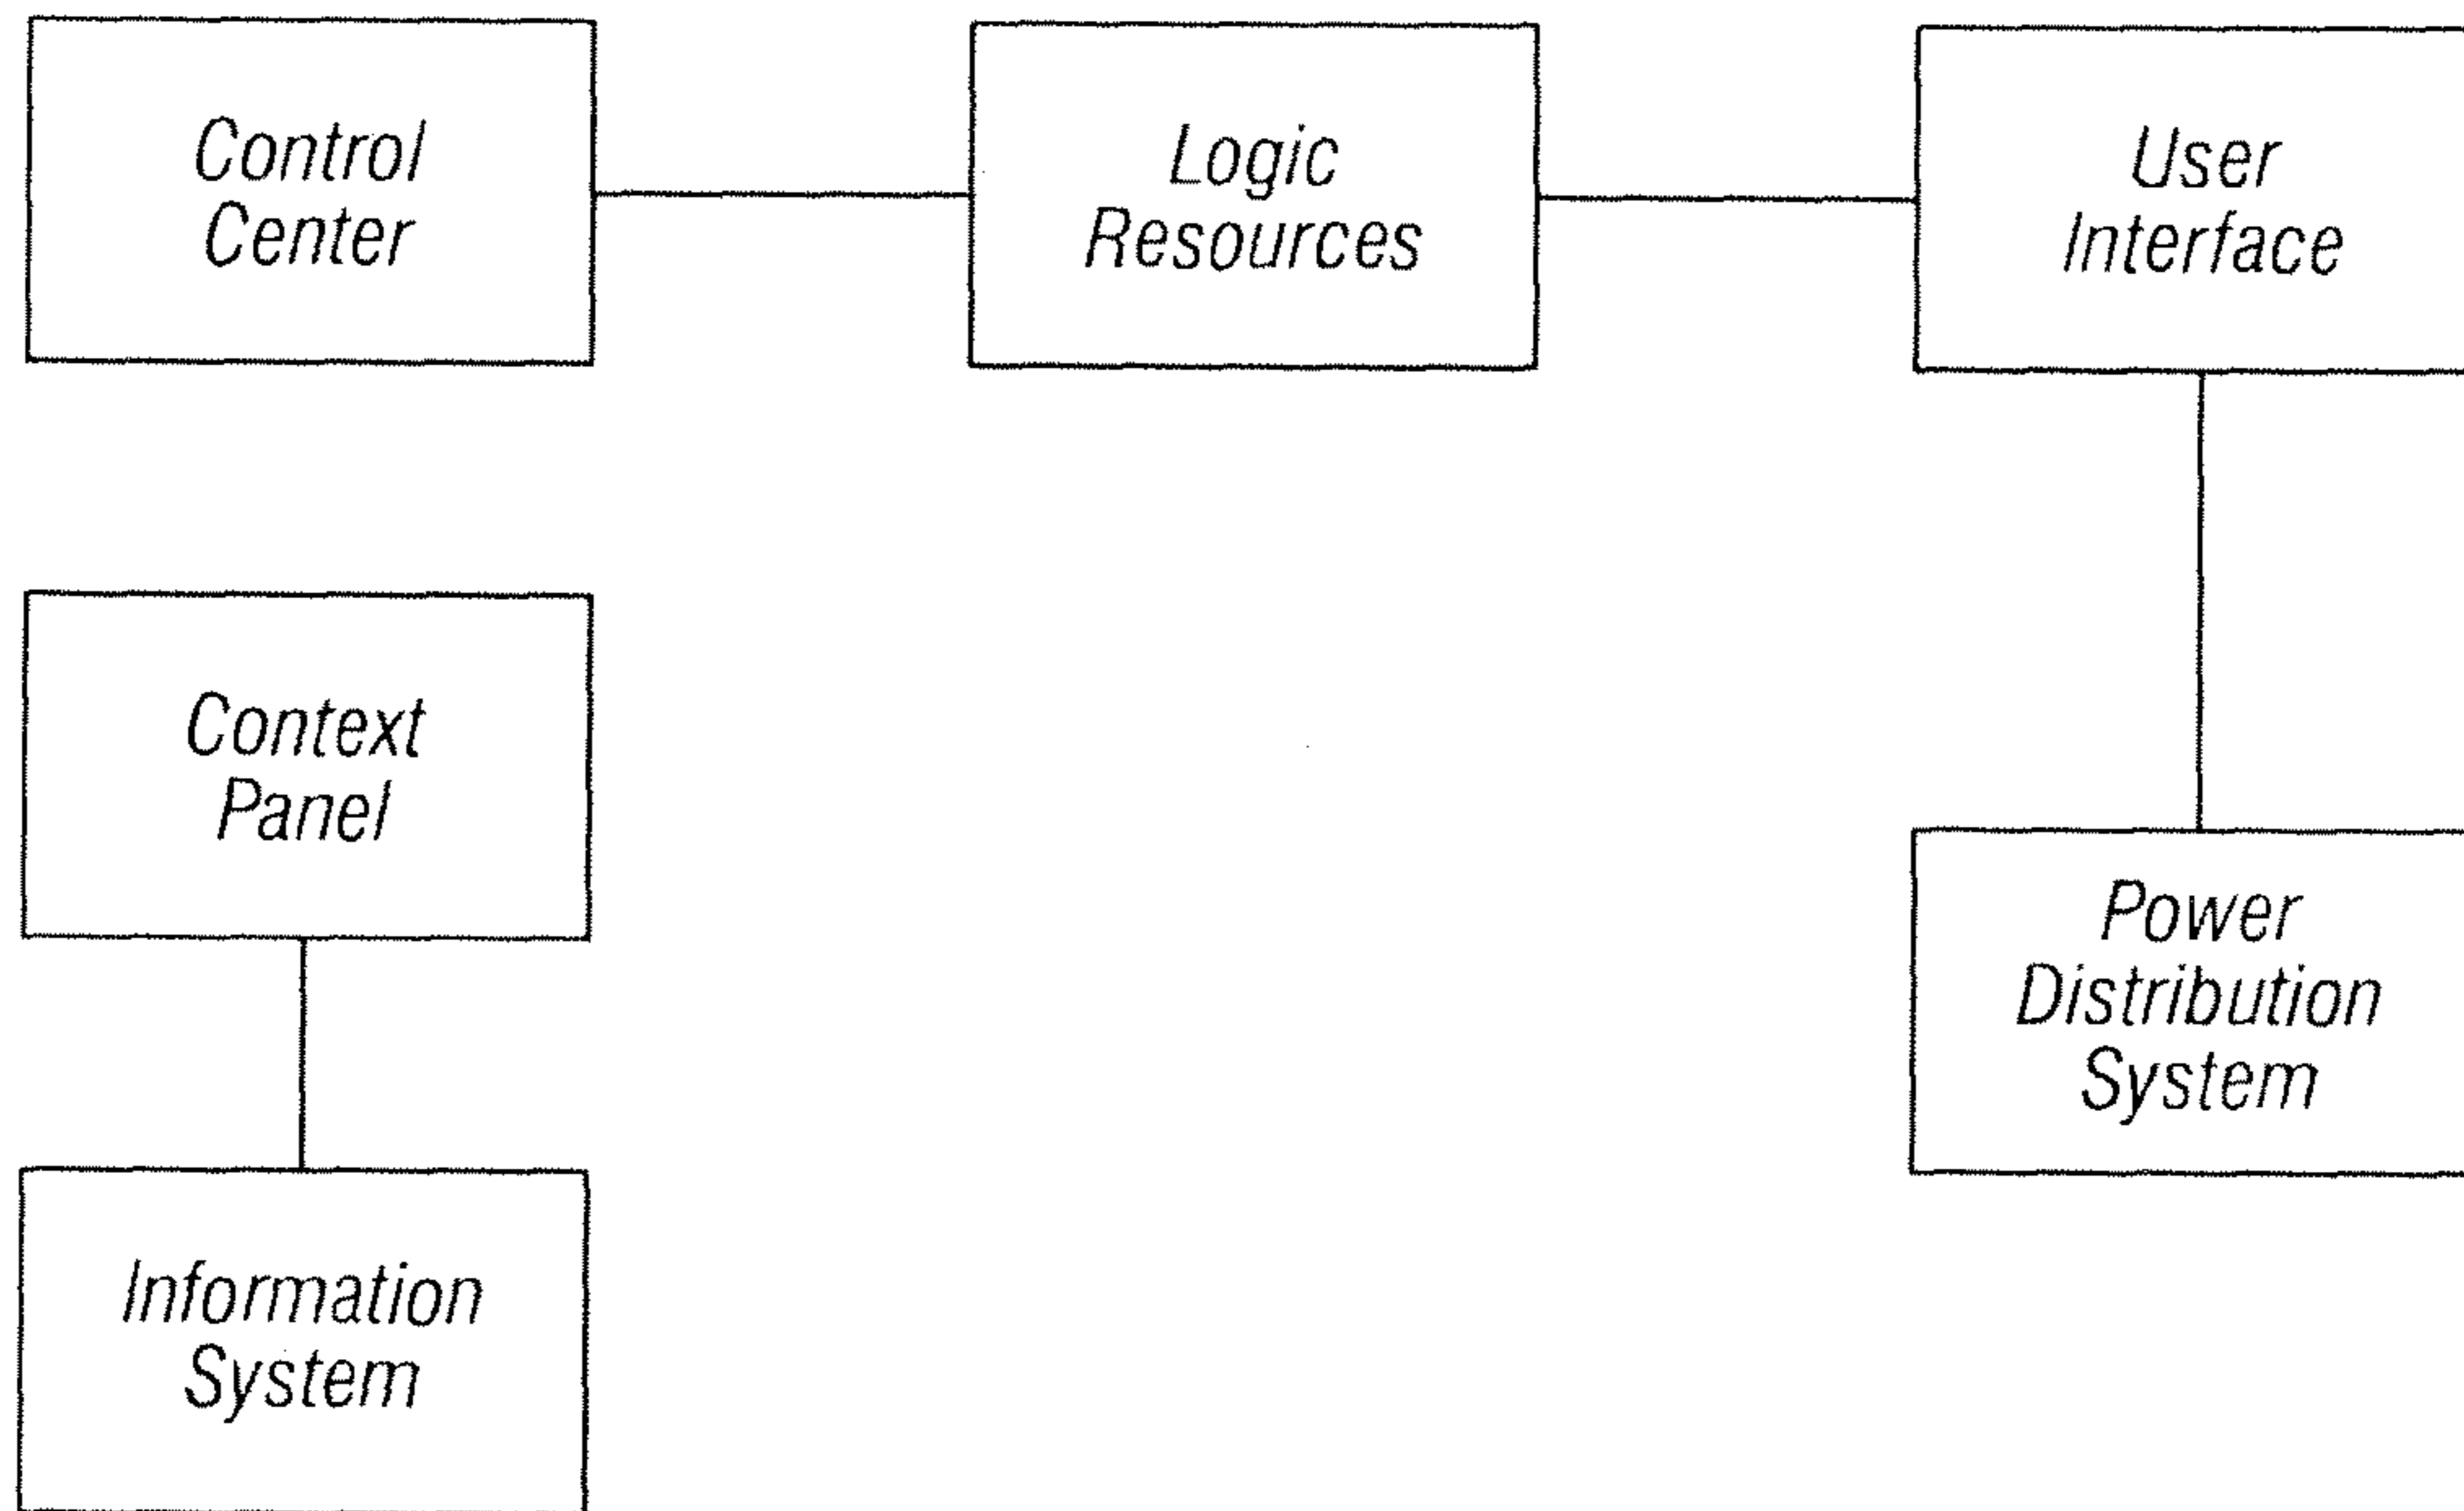 Control
Center
Logic
Resources
User
Interface
Context
Panel
Power
Distribution
System
Information
System